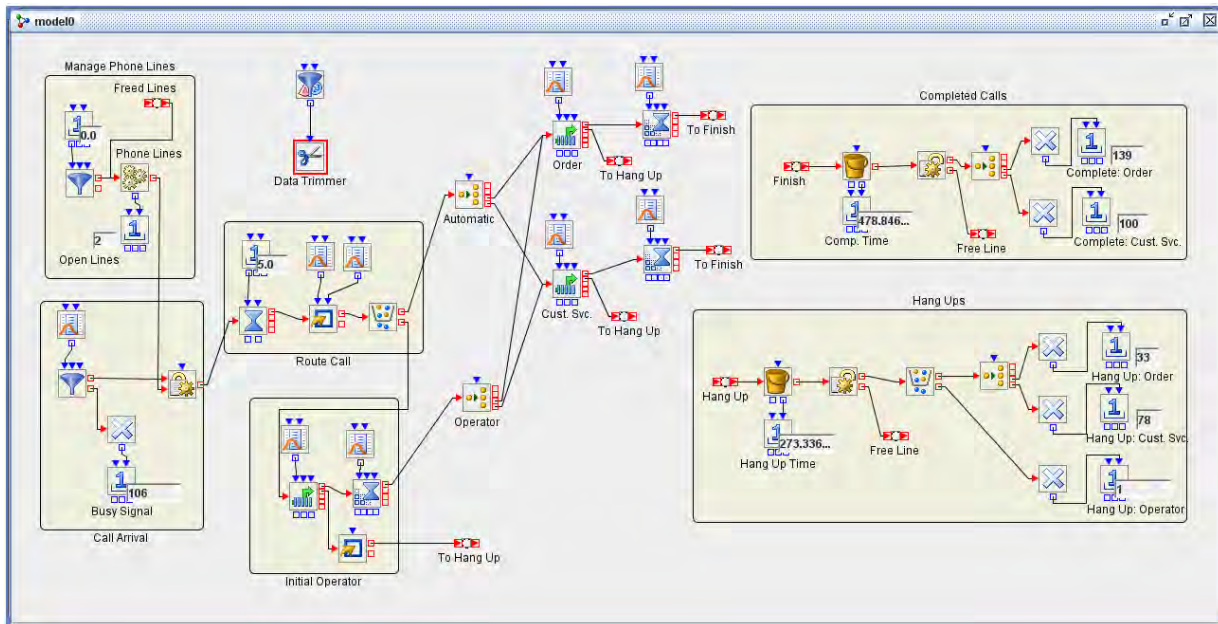 model0
Manage Phone Lines
Freed Lines
0.0
Phone Lines
2
Open Lines
Data Trimmer
5.0
Route Call
106
Busy Signal
Call Arrival
Automatic
Operator
To Hang Up
Initial Operator
Order
To Finish
To Hang Up
Cust. Svc.
To Finish
To Hang Up
Completed Calls
Finish
478.846...
Comp. Time
Free Line
139
Complete: Order
100
Complete: Cust. Svc.
Hang Ups
Hang Up
273.336...
Hang Up Time
Free Line
33
Hang Up: Order
78
Hang Up: Cust. Svc.
1
Hang Up: Operator